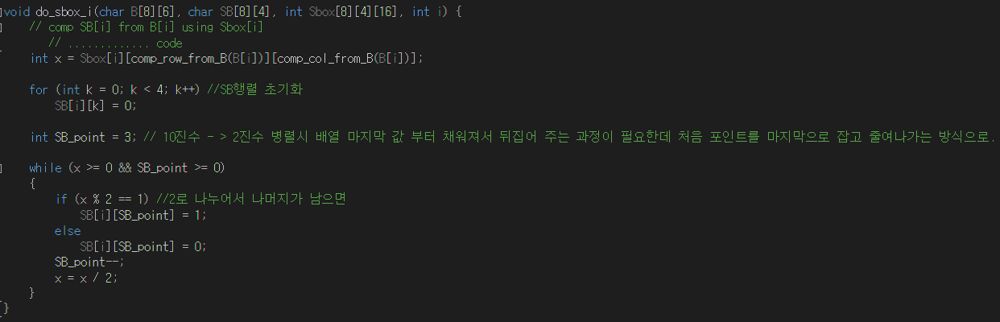 void do_sbox_i(char B[8][6], char SB[8][4], int Sbox[8][4][16], int i) {
// comp SB[i] from B[i] using Sbox[i]
// ............. code
int x = Sbox[i][comp_row_from_B(B[i])][comp_col_from_B(B[i])];
for (int k = 0; k < 4; k++) //SB행렬 초기화
SB[i][k] = 0;
int SB_point = 3; // 10진수 - > 2진수 병렬시 배열 마지막 값 부터 채워져서 뒤집어 주는 과정이 필요한데 처음 포인트를 마지막으로 잡고 줄여나가는 방식으로.
while (x >= 0 && SB_point >= 0)
{
if (x % 2 == 1) //2로 나누어서 나머지가 남으면
SB[i][SB_point] = 1;
else
SB[i][SB_point] = 0;
SB_point--;
x = x / 2;
}
}